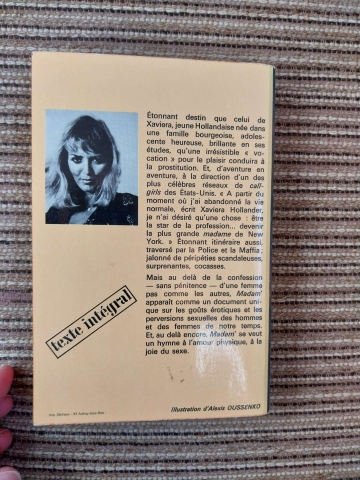 Étonnant destin que celui de
Xaviera, jeune Hollandaise née dans
une famille bourgeoise, adoles-
cente heureuse, brillante en ses
études, qu'une irrésistible « vo-
cation » pour le plaisir conduira à
la prostitution. Et, d'aventure en
aventure, à la direction d'un des
plus célèbres réseaux de call-
girls des États-Unis. « A partir du
moment où j'ai abandonné la vie
normale, écrit Xaviera Hollander,
je n'ai désiré qu'une chose : être
la star de la profession... devenir
la plus grande madame de New
York. » Étonnant itinéraire aussi,
traversé par la Police et la Maffia ;
jalonné de péripéties scandaleuses,
surprenantes, cocasses.
Mais au delà de la confession
— sans pénitence — d'une femme
pas comme les autres, Madam'
apparaît comme un document uni-
que sur les goûts érotiques et les
perversions sexuelles des hommes
et des femmes de notre temps.
Et, au delà encore, Madam' se veut
un hymne à l'amour physique, à la
joie du sexe.
texte intégral
Illustration d'Alexis OUSSENKO